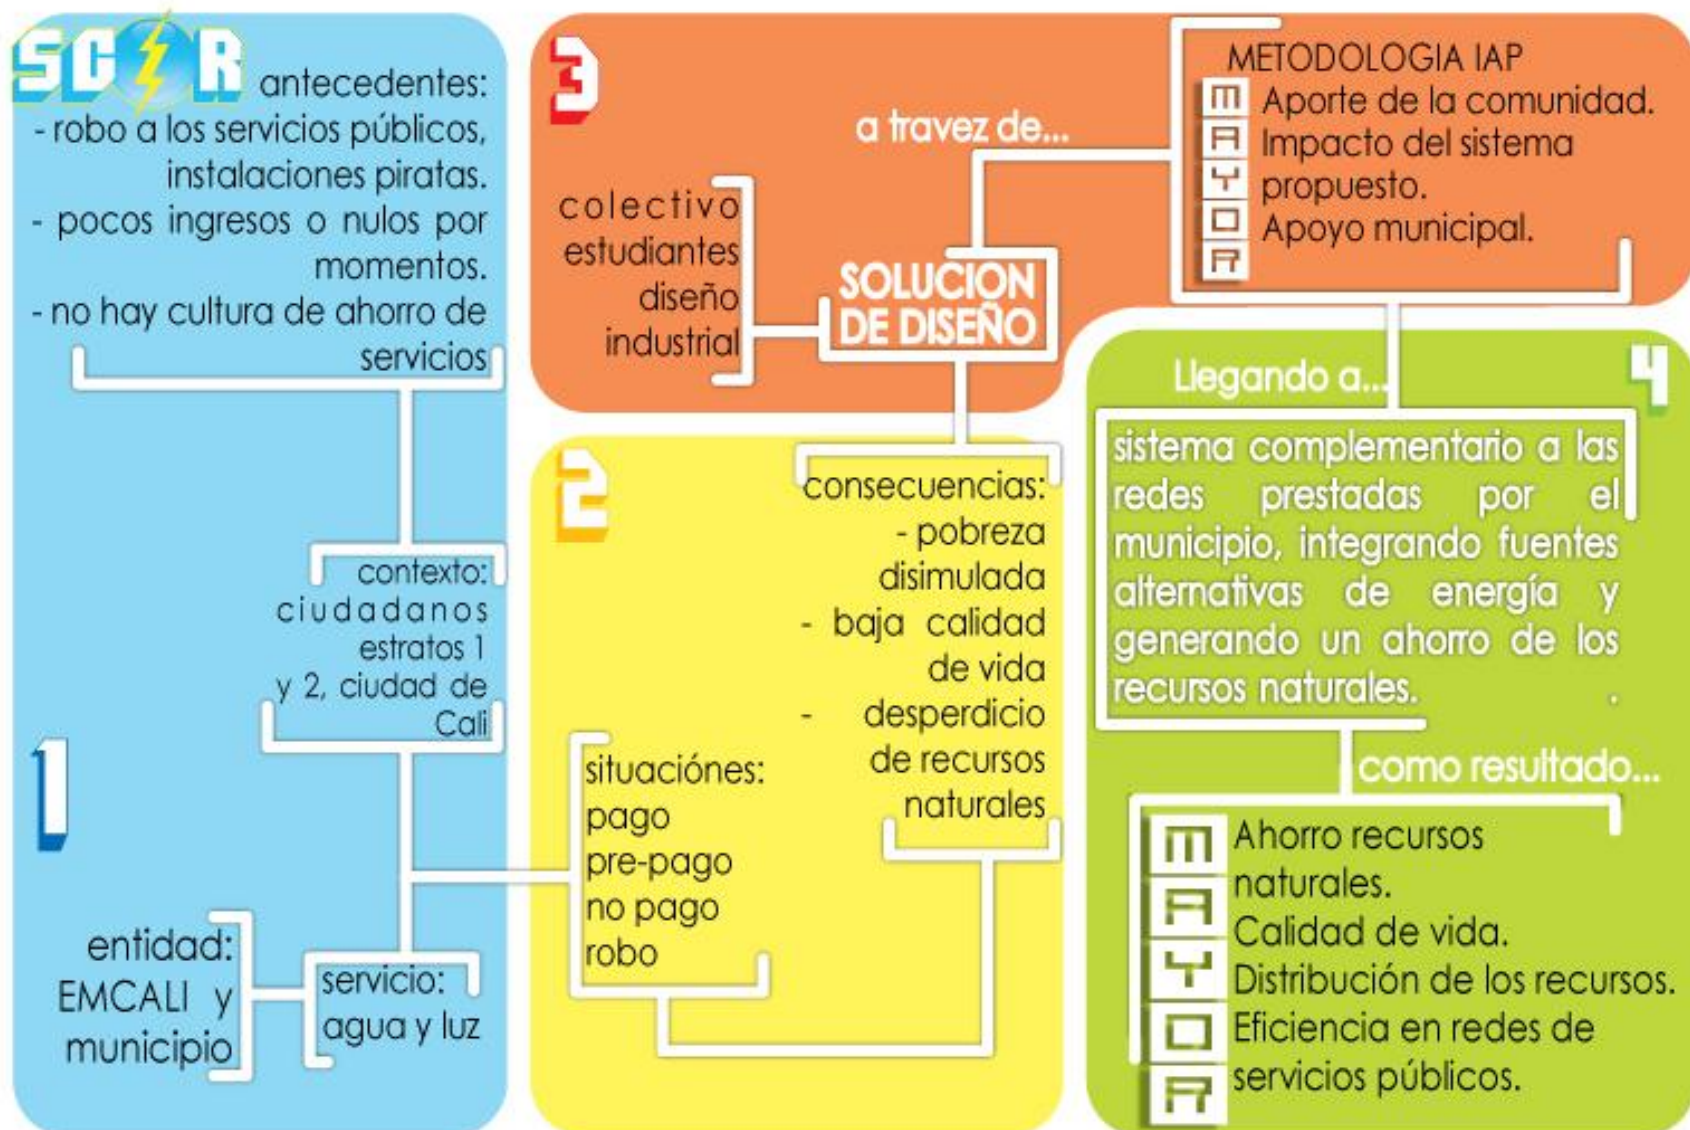 SC R
antecedentes:
- robo a los servicios públicos,
instalaciones piratas.
- pocos ingresos o nulos por
momentos.
- no hay cultura de ahorro de
servicios
contexto:
ciudadanos
estratos 1
y 2, ciudad de
Cali
1
entidad:
EMCALI y
municipio
servicio:
agua y luz
2
situaciónes:
pago
pre-pago
no pago
robo
consecuencias:
- pobreza
disimulada
- baja calidad
de vida
- desperdicio
de recursos
naturales
3
colectivo
estudiantes
diseño
industrial
SOLUCION
DE DISEÑO
a travez de...
METODOLOGIA IAP
MAYOR
Aporte de la comunidad.
Impacto del sistema
propuesto.
Apoyo municipal.
4
Llegando a...
sistema complementario a las
redes prestadas por el
municipio, integrando fuentes
alternativas de energía y
generando un ahorro de los
recursos naturales. .
como resultado...
MAYOR
Ahorro recursos
naturales.
Calidad de vida.
Distribución de los recursos.
Eficiencia en redes de
servicios públicos.